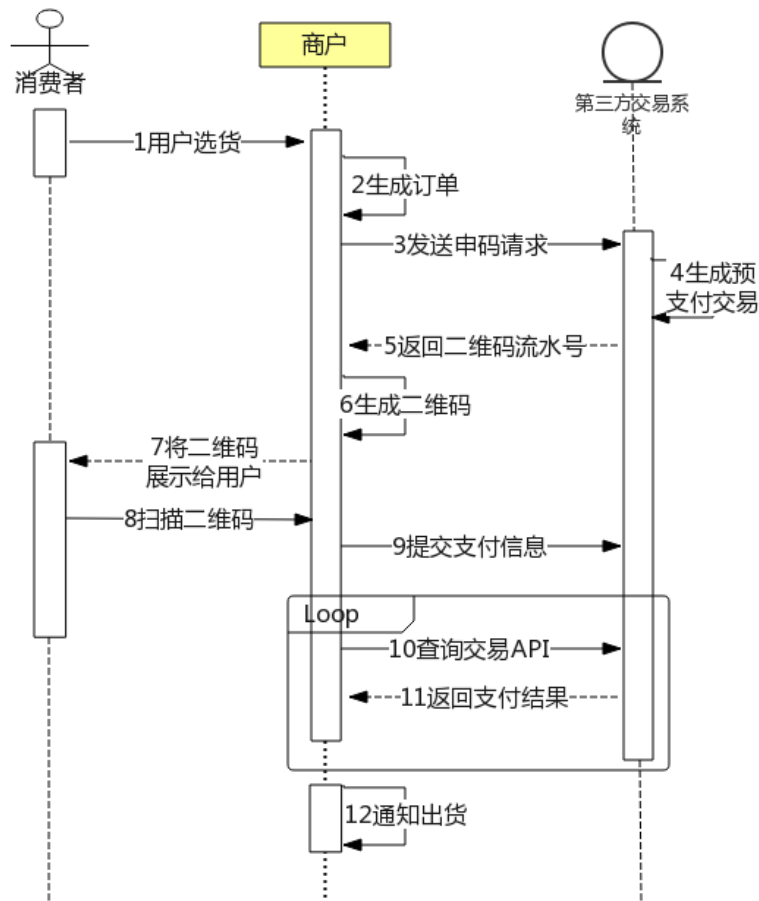 消费者
商户
第三方交易系
统
1用户选货
2生成订单
3发送申码请求
4生成预
支付交易
5返回二维码流水号
6生成二维码
7将二维码
展示给用户
8扫描二维码
9提交支付信息
Loop
10查询交易API
11返回支付结果
12通知出货